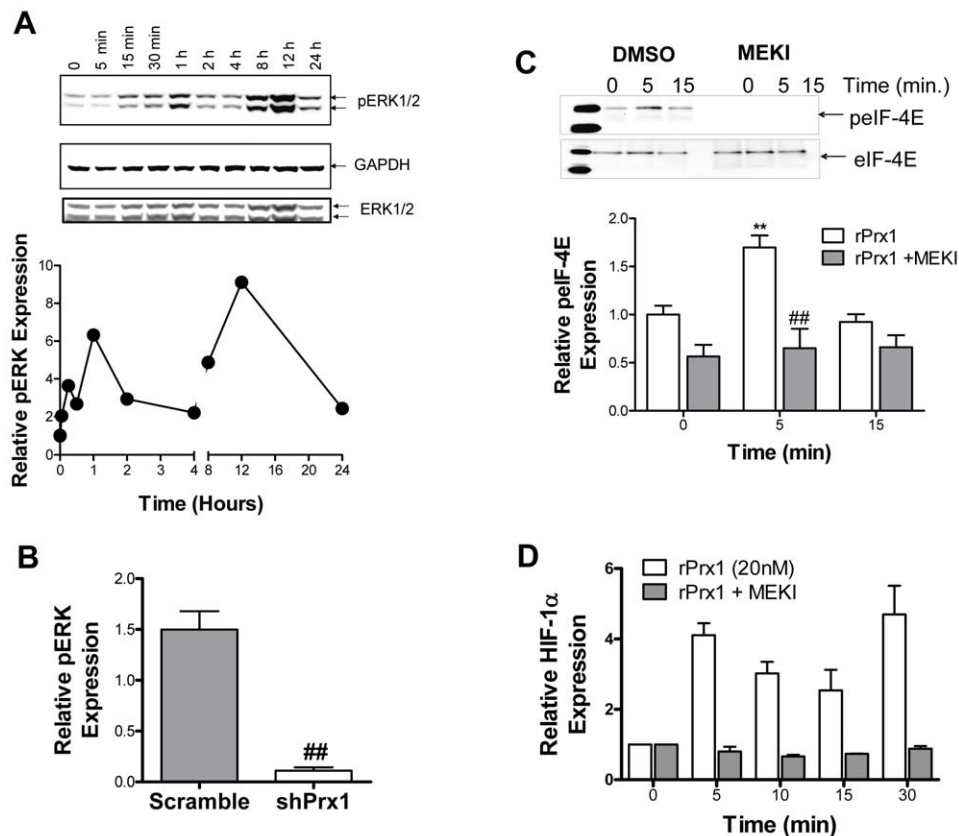 A
0 5 min 15 min 30 min 1 h 2 h 4 h 8h 12h 24h
pERK1/2
GAPDH
ERK1/2
Relative pERK Expression
10
8
6
4
2
0
0 1 2 3 4 8 12 16 20 24
Time (Hours)
B
Relative pERK
Expression
2.0
1.5
1.0
0.5
0.0
##
Scramble shPrx1
C
DMSO MEKI
0 5 15 0 5 15 Time (min.)
peIF-4E
eIF-4E
Relative peIF-4E
Expression
2.0
1.5
1.0
0.5
0.0
**
##
rPrx1
rPrx1 +MEKI
0 5 15
Time (min)
D
Relative HIF-1α
Expression
6
4
2
0
rPrx1 (20nM)
rPrx1 + MEKI
0 5 10 15 30
Time (min)